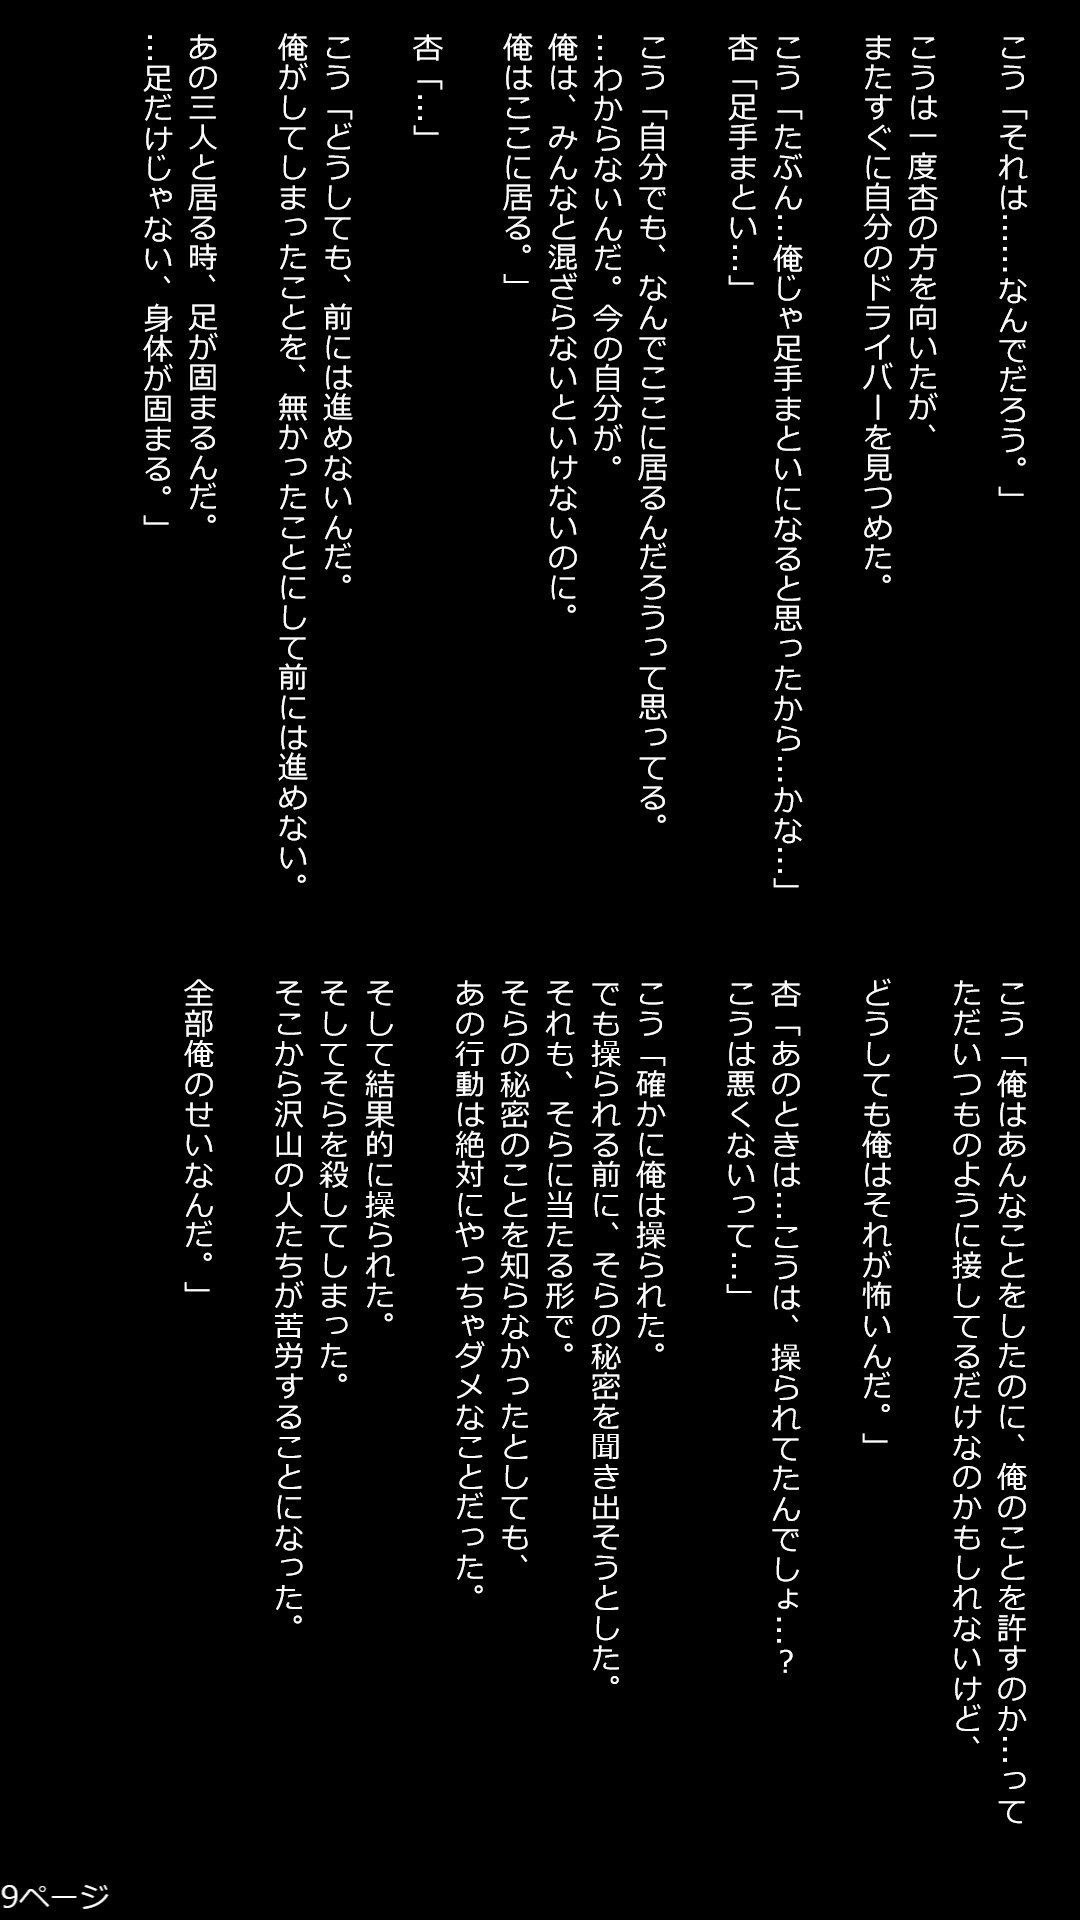 こう「それは……なんでだろう。」
こうは一度杏の方を向いたが、
またすぐに自分のドライバーを見つめた。
こう「たぶん…俺じゃ足手まといになると思ったから…かな…」
杏「足手まとい…」
こう「自分でも、なんでここに居るんだろうって思ってる。
…わからないんだ。今の自分が。
俺は、みんなと混ざらないといけないのに。
俺はここに居る。」
杏「…」
こう「どうしても、前には進めないんだ。
俺がしてしまったことを、無かったことにして前には進めない。
あの三人と居る時、足が固まるんだ。
…足だけじゃない、身体が固まる。」
こう「俺はあんなことをしたのに、俺のことを許すのか…って
ただいつものように接してるだけなのかもしれないけど、
どうしても俺はそれが怖いんだ。」
杏「あのときは…こうは、操られてたんでしょ…?
こうは悪くないって…」
こう「確かに俺は操られた。
でも操られる前に、そらの秘密を聞き出そうとした。
それも、そらに当たる形で。
そらの秘密のことを知らなかったとしても、
あの行動は絶対にやっちゃダメなことだった。
そして結果的に操られた。
そしてそらを殺してしまった。
そこから沢山の人たちが苦労することになった。
全部俺のせいなんだ。」
9ページ